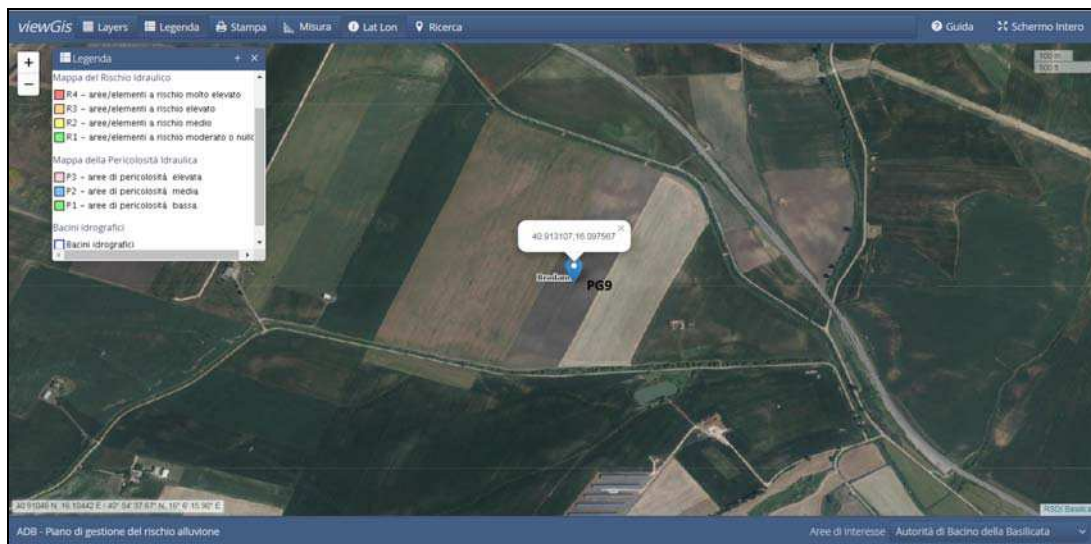 viewGis Layers Legenda Stampa Misura Lat Lon Ricerca Guida Schermo Intero
+
−
Legenda + ×
Mappa del Rischio Idraulico
R4 – aree/elementi a rischio molto elevato
R3 – aree/elementi a rischio elevato
R2 – aree/elementi a rischio medio
R1 – aree/elementi a rischio moderato o nullo
Mappa della Pericolosità Idraulica
P3 – aree di pericolosità elevata
P2 – aree di pericolosità media
P1 – aree di pericolosità bassa
Bacini idrografici
Bacini idrografici
300 m
500 ft
40.913107,16.097567 ×
PG9
ADB - Piano di gestione del rischio alluvione Aree di interesse Autorità di Bacino della Basilicata